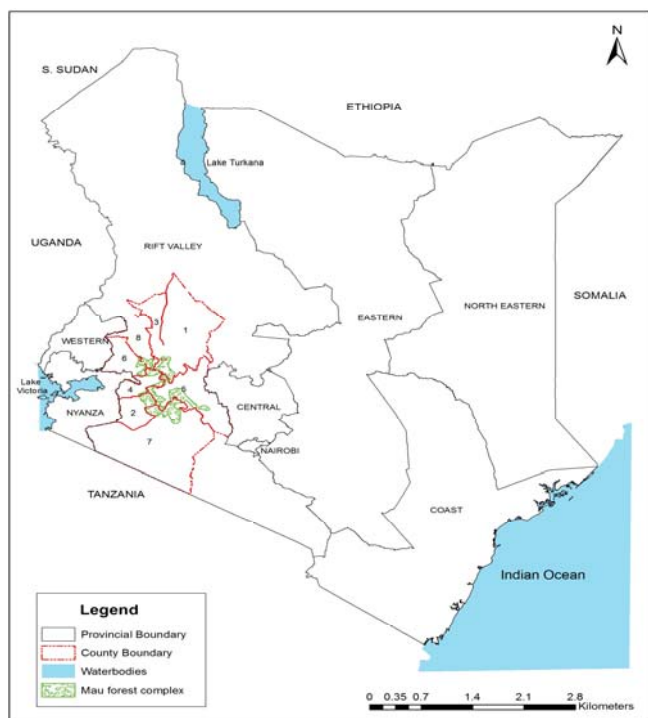 N
S. SUDAN
ETHIOPIA
Lake Turkana
UGANDA
RIFT VALLEY
SOMALIA
NORTH EASTERN
EASTERN
3
1
8
WESTERN
6
Lake
Victoria
4
5
CENTRAL
NYANZA
2
7
NAIROBI
TANZANIA
COAST
Indian Ocean
Legend
Provincial Boundary
County Boundary
Waterbodies
Mau forest complex
0 0.35 0.7 1.4 2.1 2.8
Kilometers